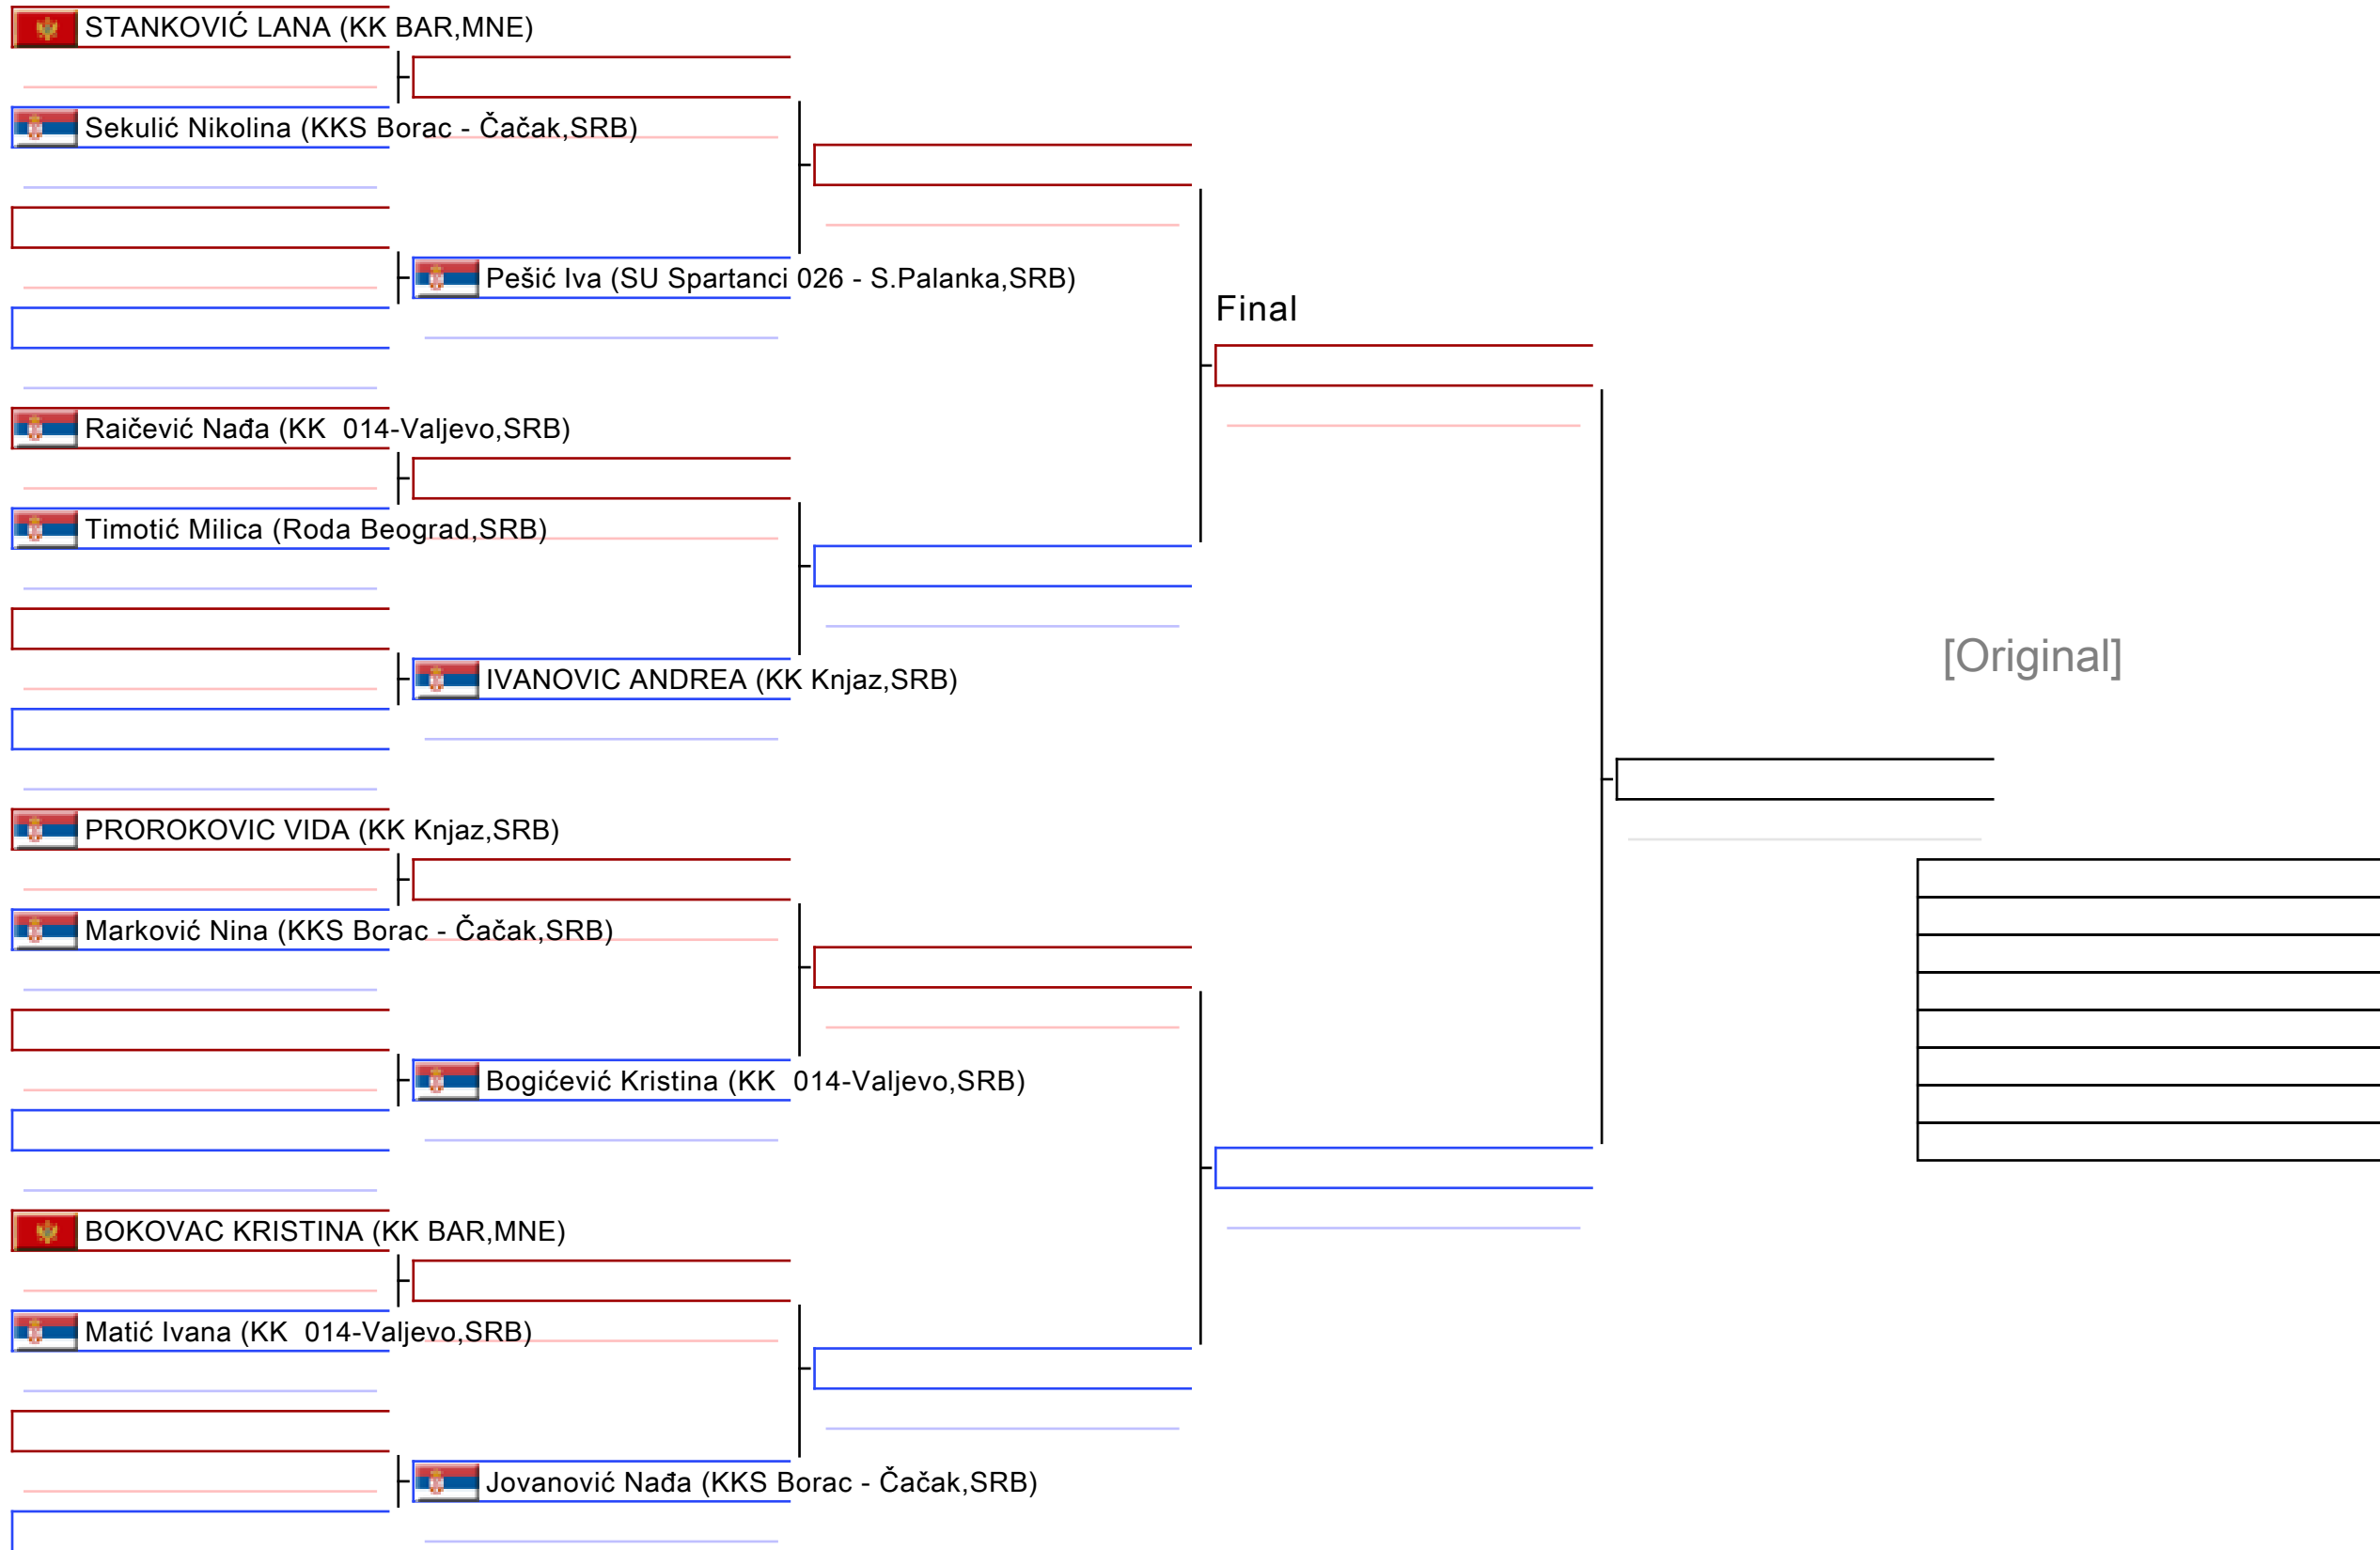 STANKOVIĆ LANA (KK BAR,MNE)
Sekulić Nikolina (KKS Borac - Čačak,SRB)
Pešić Iva (SU Spartanci 026 - S.Palanka,SRB)
Final
Raičević Nađa (KK  014-Valjevo,SRB)
Timotić Milica (Roda Beograd,SRB)
[Original]
IVANOVIC ANDREA (KK Knjaz,SRB)
PROROKOVIC VIDA (KK Knjaz,SRB)
Marković Nina (KKS Borac - Čačak,SRB)
Bogićević Kristina (KK  014-Valjevo,SRB)
BOKOVAC KRISTINA (KK BAR,MNE)
Matić Ivana (KK  014-Valjevo,SRB)
Jovanović Nađa (KKS Borac - Čačak,SRB)